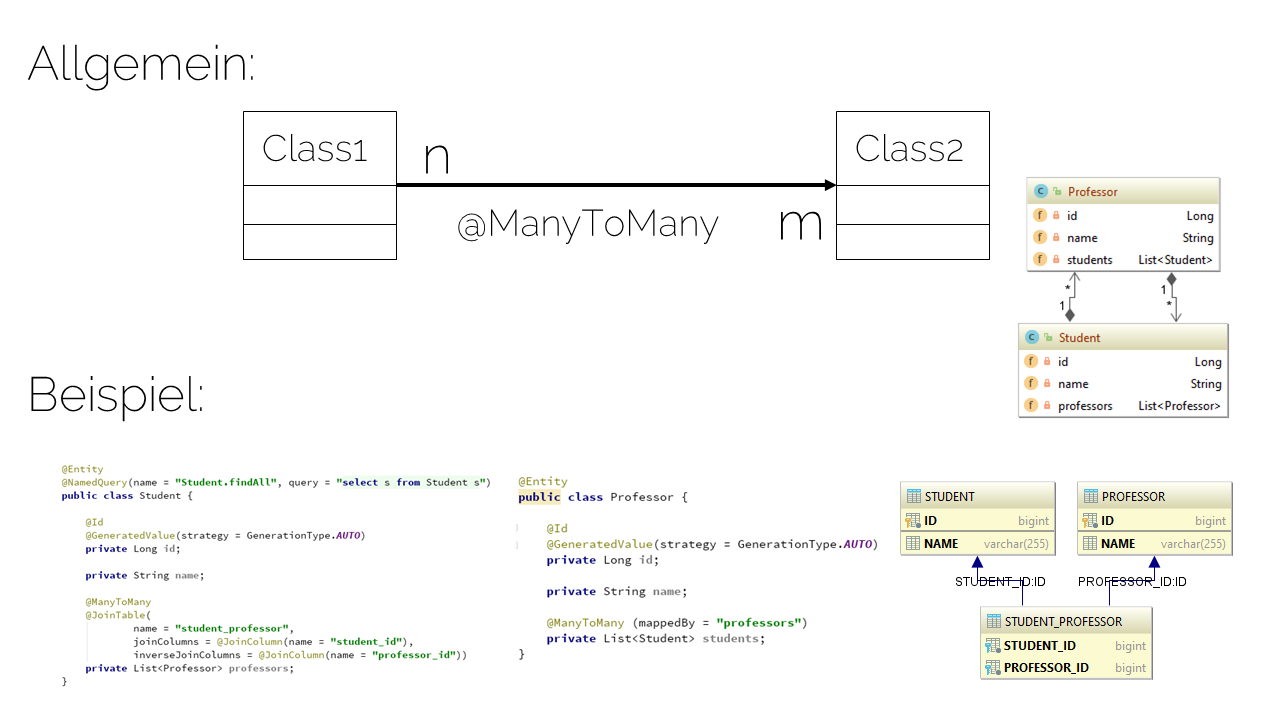 Allgemein:
Class1
n
@ManyToMany
m
Class2
Professor
id Long
name String
students List<Student>
* 1
1 *
Student
id Long
name String
professors List<Professor>
Beispiel:
@Entity
@NamedQuery(name = "Student.findAll", query = "select s from Student s")
public class Student {
@Id
@GeneratedValue(strategy = GenerationType.AUTO)
private Long id;
private String name;
@ManyToMany
@JoinTable(
name = "student_professor",
joinColumns = @JoinColumn(name = "student_id"),
inverseJoinColumns = @JoinColumn(name = "professor_id"))
private List<Professor> professors;
}
@Entity
public class Professor {
@Id
@GeneratedValue(strategy = GenerationType.AUTO)
private Long id;
private String name;
@ManyToMany (mappedBy = "professors")
private List<Student> students;
}
STUDENT
ID bigint
NAME varchar(255)
PROFESSOR
ID bigint
NAME varchar(255)
STUDENT_ID:ID
PROFESSOR_ID:ID
STUDENT_PROFESSOR
STUDENT_ID bigint
PROFESSOR_ID bigint